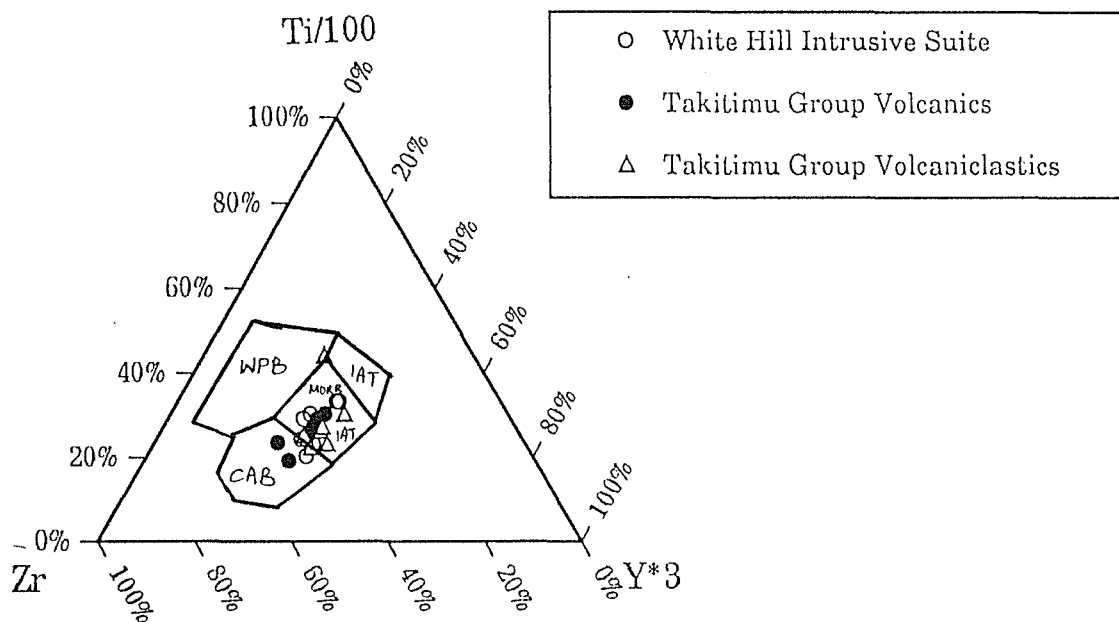 Ti/100
White Hill Intrusive Suite
Takitimu Group Volcanics
Takitimu Group Volcaniclastics
100%
80%
60%
40%
20%
0%
0%
20%
40%
60%
80%
100%
WPB
MORB
IAT
IAT
CAB
Zr
100%
80%
60%
40%
20%
0%
Y*3